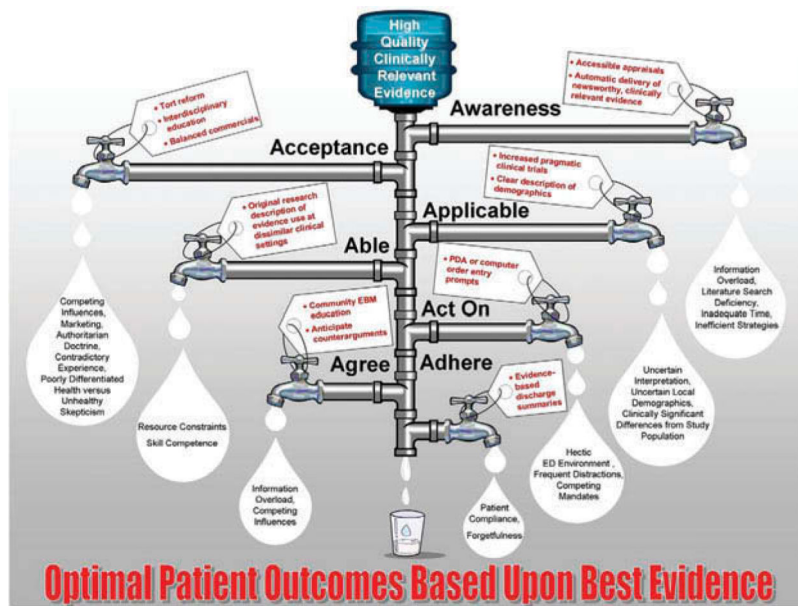 High
Quality
Clinically
Relevant
Evidence
Awareness
• Accessible appraisals
• Automatic delivery of
newsworthy, clinically
relevant evidence
Information
Overload,
Literature Search
Deficiency,
Inadequate Time,
Inefficient Strategies
Acceptance
• Tort reform
• Interdisciplinary
education
• Balanced commercials
Competing
Influences,
Marketing,
Authoritarian
Doctrine,
Contradictory
Experience,
Poorly Differentiated
Health versus
Unhealthy
Skepticism
Applicable
• Increased pragmatic
clinical trials
• Clear description of
demographics
Uncertain
Interpretation,
Uncertain Local
Demographics,
Clinically Significant
Differences from Study
Population
Able
• Original research
description of
evidence use at
dissimilar clinical
settings
Resource Constraints
Skill Competence
Act On
• PDA or computer
order entry
prompts
Hectic
ED Environment ,
Frequent Distractions,
Competing
Mandates
Agree
• Community EBM
education
• Anticipate
counterarguments
Information
Overload,
Competing
Influences
Adhere
• Evidence-
based
discharge
summaries
Patient
Compliance,
Forgetfulness
Optimal Patient Outcomes Based Upon Best Evidence